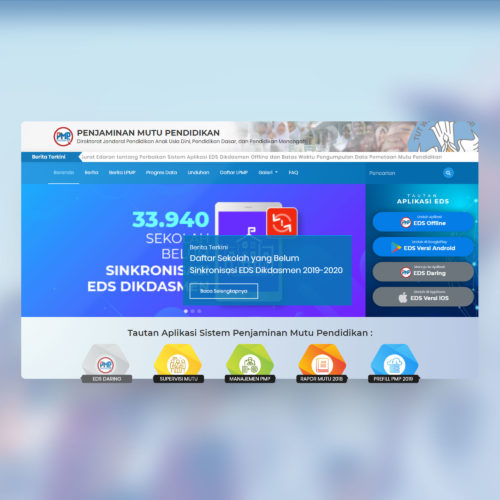 PMP
PENJAMINAN MUTU PENDIDIKAN
Direktorat Jenderal Pendidikan Anak Usia Dini, Pendidikan Dasar, dan Pendidikan Menengah
Berita Terkini
Surat Edaran tentang Perbaikan Sistem Aplikasi EDS Dikdasmen Offline dan Batas Waktu Pengumpulan Data Pemetaan Mutu Pendidikan
Beranda Berita Berita LPMP Progres Data Unduhan Daftar LPMP Galeri FAQ
Pencarian
33.940
SEKOLAH
BEL
SINKRONIS
EDS DIKDASMEN
Berita Terkini
Daftar Sekolah yang Belum
Sinkronisasi EDS Dikdasmen 2019-2020
Baca Selengkapnya
TAUTAN
APLIKASI EDS
Unduh aplikasi
EDS Offline
Unduh di GooglePlay
EDS Versi Android
Menuju ke Aplikasi
EDS Daring
Unduh di AppStore
EDS Versi IOS
Tautan Aplikasi Sistem Penjaminan Mutu Pendidikan :
PMP
EDS DARING
SUPERVISI MUTU
MANAJEMEN PMP
RAPOR MUTU 2018
PREFILL PMP 2019